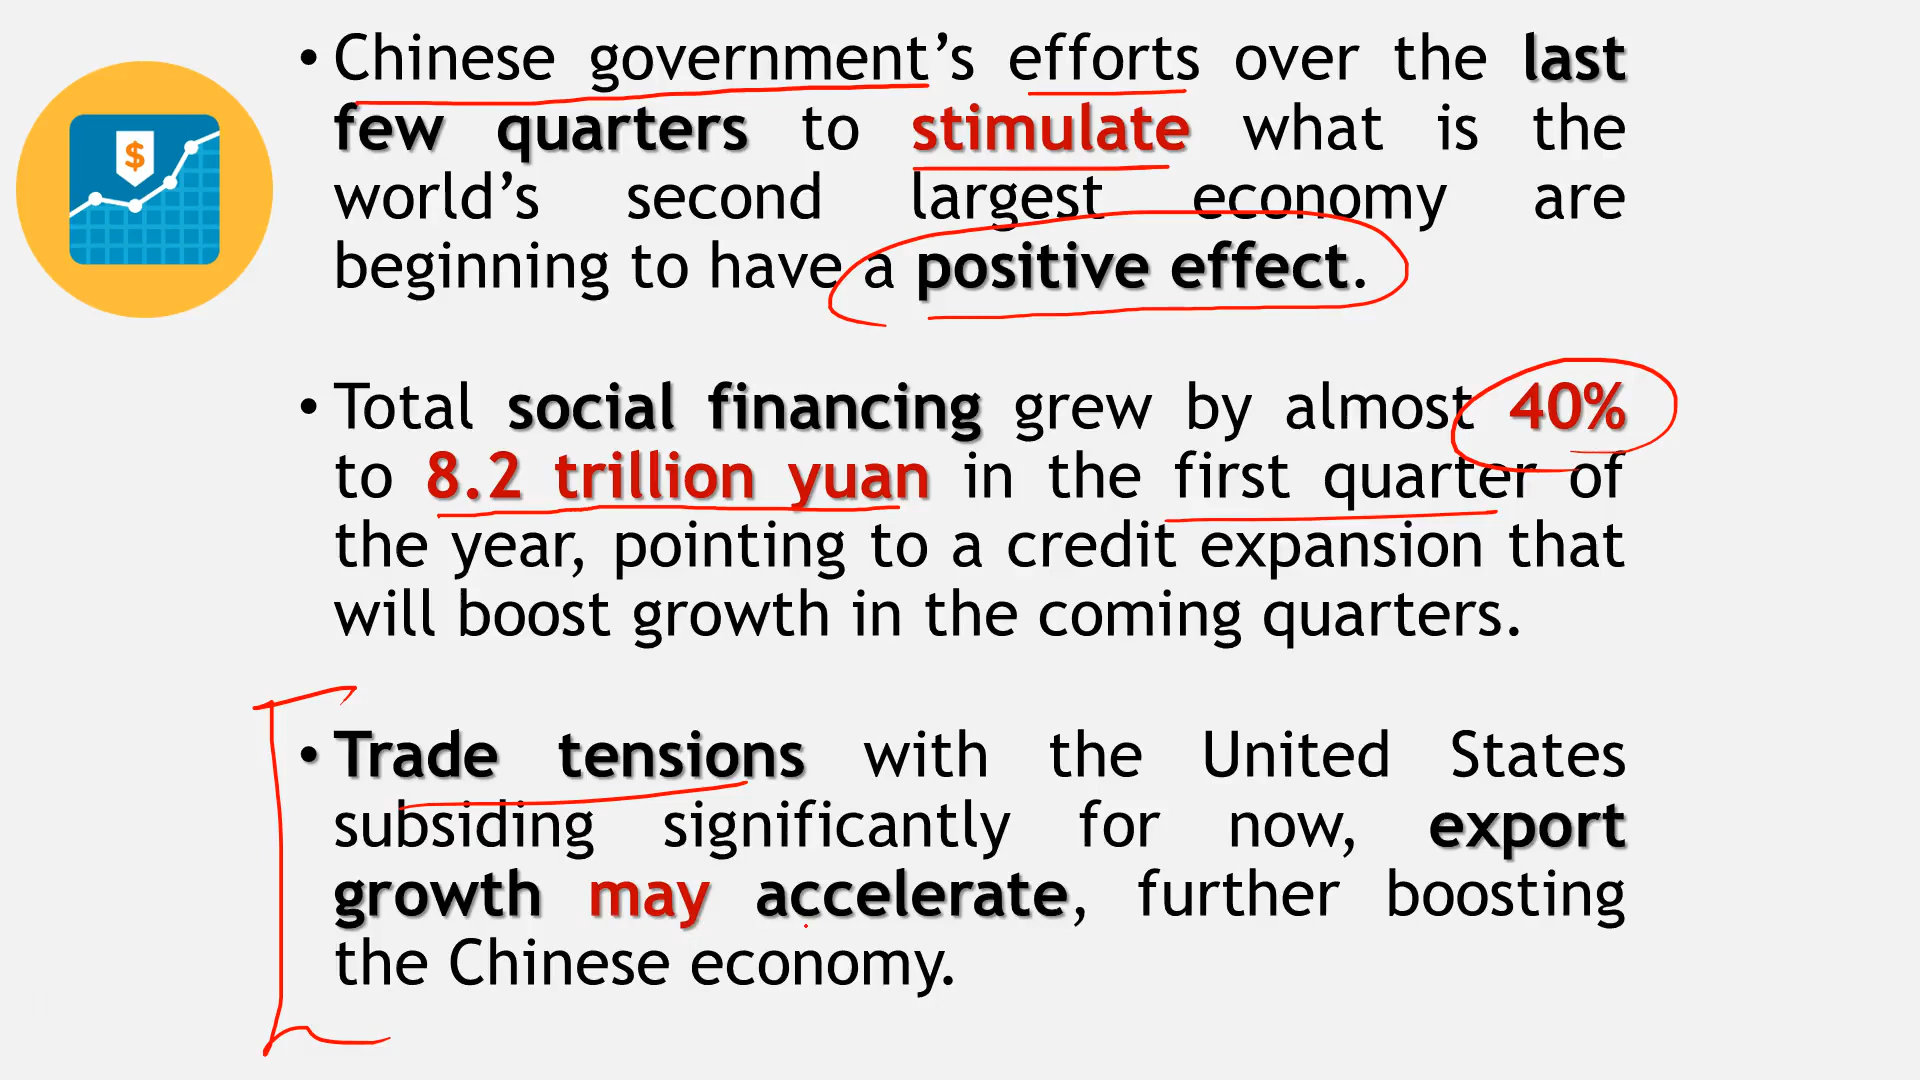 • Chinese government’s efforts over the last
few quarters to stimulate what is the
world’s second largest economy are
beginning to have a positive effect.
• Total social financing grew by almost 40%
to 8.2 trillion yuan in the first quarter of
the year, pointing to a credit expansion that
will boost growth in the coming quarters.
• Trade tensions with the United States
subsiding significantly for now, export
growth may accelerate, further boosting
the Chinese economy.
$